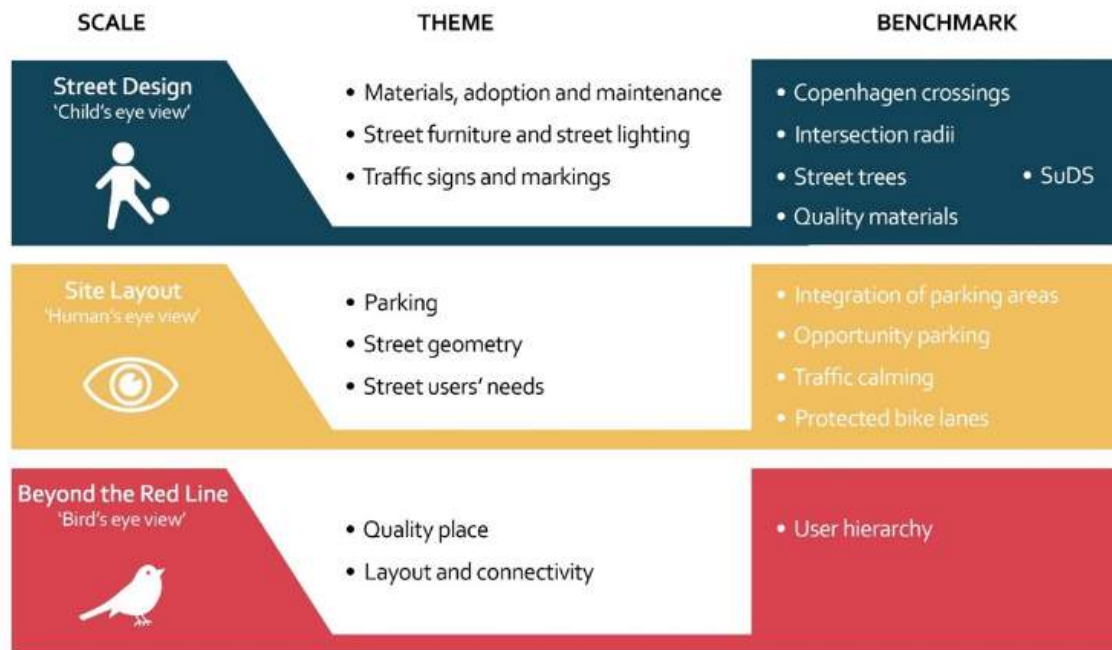 SCALE THEME BENCHMARK
Street Design
'Child's eye view'
• Materials, adoption and maintenance
• Street furniture and street lighting
• Traffic signs and markings
• Copenhagen crossings
• Intersection radii
• Street trees • SuDS
• Quality materials
Site Layout
'Human's eye view'
• Parking
• Street geometry
• Street users' needs
• Integration of parking areas
• Opportunity parking
• Traffic calming
• Protected bike lanes
Beyond the Red Line
'Bird's eye view'
• Quality place
• Layout and connectivity
• User hierarchy